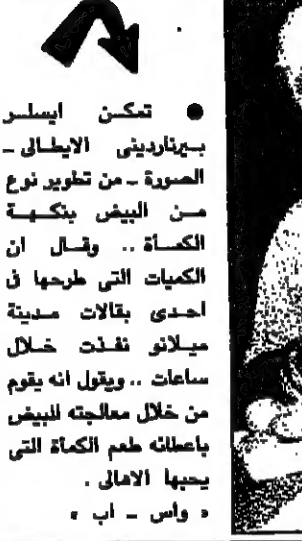 ● تمكن ايسلر
بيرنارديني الايطالى ـ
الصورة ـ من تطوير نوع
من البيض بنكهة
الكمأة .. وقال ان
الكميات التى طرحها فى
احدى بقالات مدينة
ميلانو نفذت خلال
ساعات .. ويقول انه يقوم
من خلال معالجته للبيض
باعطائه طعم الكمأة التى
يحبها الاهالى .
« واس ـ اب »